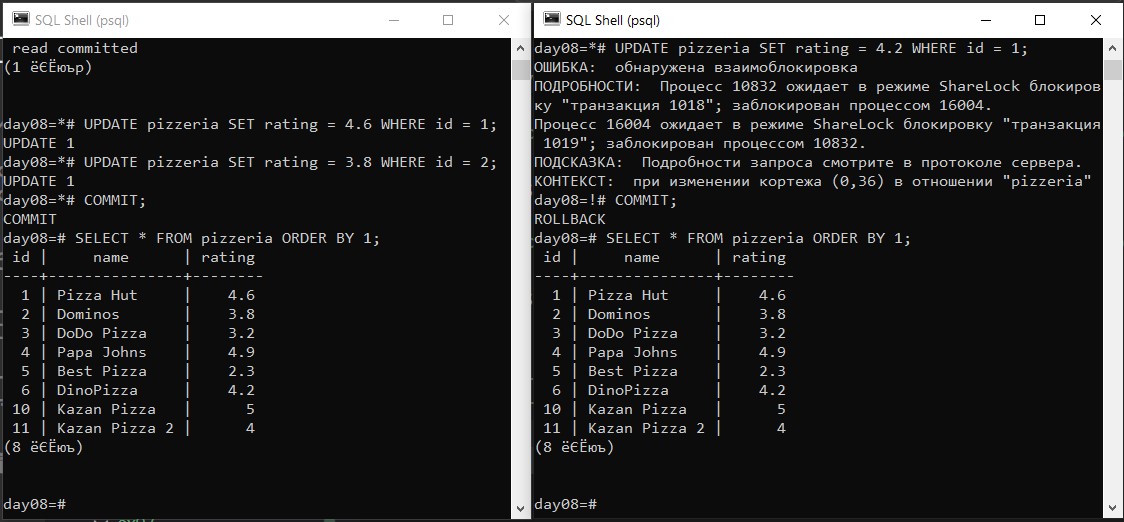 SQL Shell (psql)
 read committed
(1 ёЄЁюър)
day08=*# UPDATE pizzeria SET rating = 4.6 WHERE id = 1;
UPDATE 1
day08=*# UPDATE pizzeria SET rating = 3.8 WHERE id = 2;
UPDATE 1
day08=*# COMMIT;
COMMIT
day08=# SELECT * FROM pizzeria ORDER BY 1;
 id |     name      | rating
----+---------------+--------
  1 | Pizza Hut     |    4.6
  2 | Dominos       |    3.8
  3 | DoDo Pizza    |    3.2
  4 | Papa Johns    |    4.9
  5 | Best Pizza    |    2.3
  6 | DinoPizza     |    4.2
 10 | Kazan Pizza   |      5
 11 | Kazan Pizza 2 |      4
(8 ёЄЁюъ)
day08=#
SQL Shell (psql)
day08=*# UPDATE pizzeria SET rating = 4.2 WHERE id = 1;
ОШИБКА:  обнаружена взаимоблокировка
ПОДРОБНОСТИ:  Процесс 10832 ожидает в режиме ShareLock блокиров
ку "транзакция 1018"; заблокирован процессом 16004.
Процесс 16004 ожидает в режиме ShareLock блокировку "транзакция
 1019"; заблокирован процессом 10832.
ПОДСКАЗКА:  Подробности запроса смотрите в протоколе сервера.
КОНТЕКСТ:  при изменении кортежа (0,36) в отношении "pizzeria"
day08=!# COMMIT;
ROLLBACK
day08=# SELECT * FROM pizzeria ORDER BY 1;
 id |     name      | rating
----+---------------+--------
  1 | Pizza Hut     |    4.6
  2 | Dominos       |    3.8
  3 | DoDo Pizza    |    3.2
  4 | Papa Johns    |    4.9
  5 | Best Pizza    |    2.3
  6 | DinoPizza     |    4.2
 10 | Kazan Pizza   |      5
 11 | Kazan Pizza 2 |      4
(8 ёЄЁюъ)
day08=#